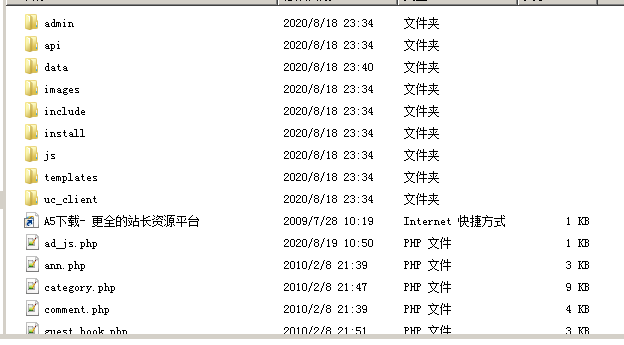 admin 2020/8/18 23:34 文件夹
api 2020/8/18 23:34 文件夹
data 2020/8/18 23:40 文件夹
images 2020/8/18 23:34 文件夹
include 2020/8/18 23:34 文件夹
install 2020/8/18 23:34 文件夹
js 2020/8/18 23:34 文件夹
templates 2020/8/18 23:34 文件夹
uc_client 2020/8/18 23:34 文件夹
A5下载- 更全的站长资源平台 2009/7/28 10:19 Internet 快捷方式 1 KB
ad_js.php 2020/8/19 10:50 PHP 文件 1 KB
ann.php 2010/2/8 21:39 PHP 文件 3 KB
category.php 2010/2/8 21:47 PHP 文件 9 KB
comment.php 2010/2/8 21:39 PHP 文件 4 KB
guest_book.php 2010/2/8 21:51 PHP 文件 3 KB